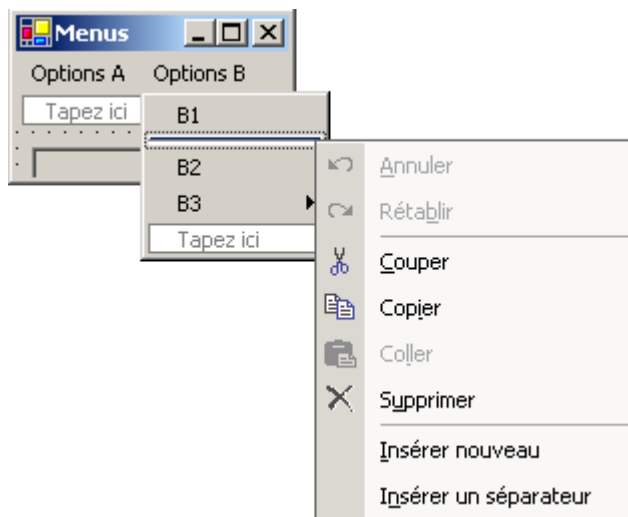 Menus
Options A Options B
Tapez ici
B1
B2
B3
Tapez ici
Annuler
Rétablir
Couper
Copier
Coller
Supprimer
Insérer nouveau
Insérer un séparateur